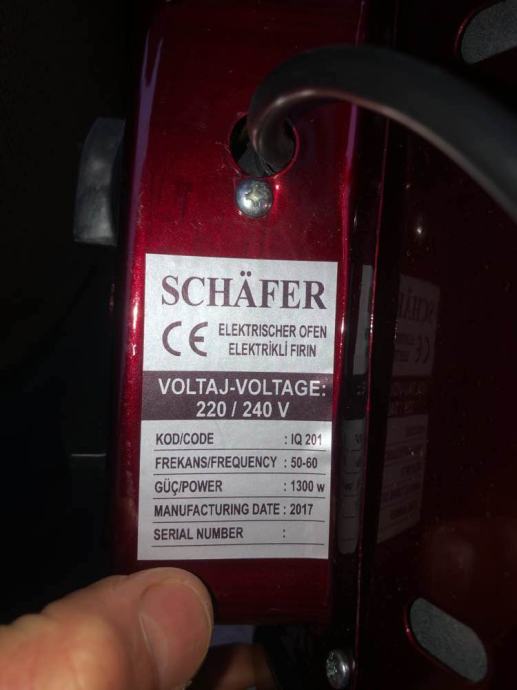 SCHÄFER
CE ELEKTRISCHER OFEN
ELEKTRİKLİ FIRIN
VOLTAJ-VOLTAGE:
220 / 240 V
KOD/CODE : IQ 201
FREKANS/FREQUENCY : 50-60
GÜÇ/POWER : 1300 w
MANUFACTURING DATE : 2017
SERIAL NUMBER :
SCHÄFER